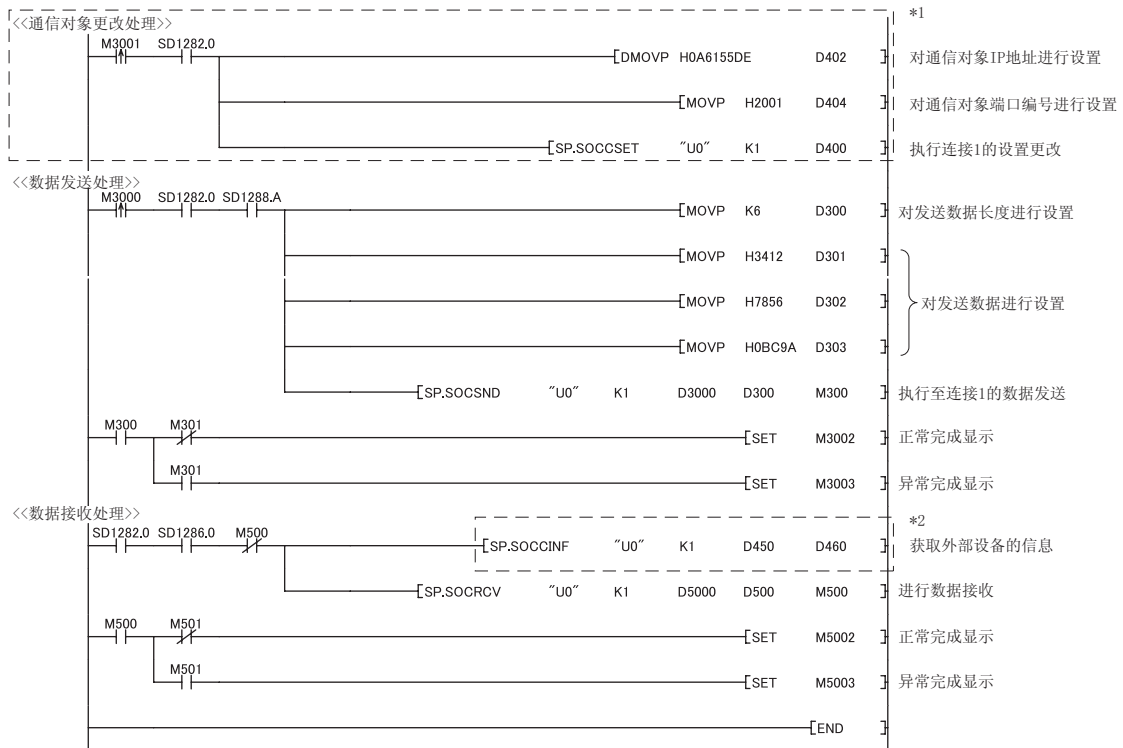 <<通信对象更改处理>>
*1
M3001 SD1282.0
[DMOVP H0A6155DE D402 ] 对通信对象IP地址进行设置
[MOVP H2001 D404 ] 对通信对象端口编号进行设置
[SP.SOCCSET "U0" K1 D400 ] 执行连接1的设置更改
<<数据发送处理>>
M3000 SD1282.0 SD1288.A
[MOVP K6 D300 ] 对发送数据长度进行设置
[MOVP H3412 D301 ]
[MOVP H7856 D302 ] 对发送数据进行设置
[MOVP H0BC9A D303 ]
[SP.SOCSND "U0" K1 D3000 D300 M300 ] 执行至连接1的数据发送
M300 M301
[SET M3002 ] 正常完成显示
M301
[SET M3003 ] 异常完成显示
<<数据接收处理>>
*2
SD1282.0 SD1286.0 M500
[SP.SOCCINF "U0" K1 D450 D460 ] 获取外部设备的信息
[SP.SOCRCV "U0" K1 D5000 D500 M500 ] 进行数据接收
M500 M501
[SET M5002 ] 正常完成显示
M501
[SET M5003 ] 异常完成显示
[END ]